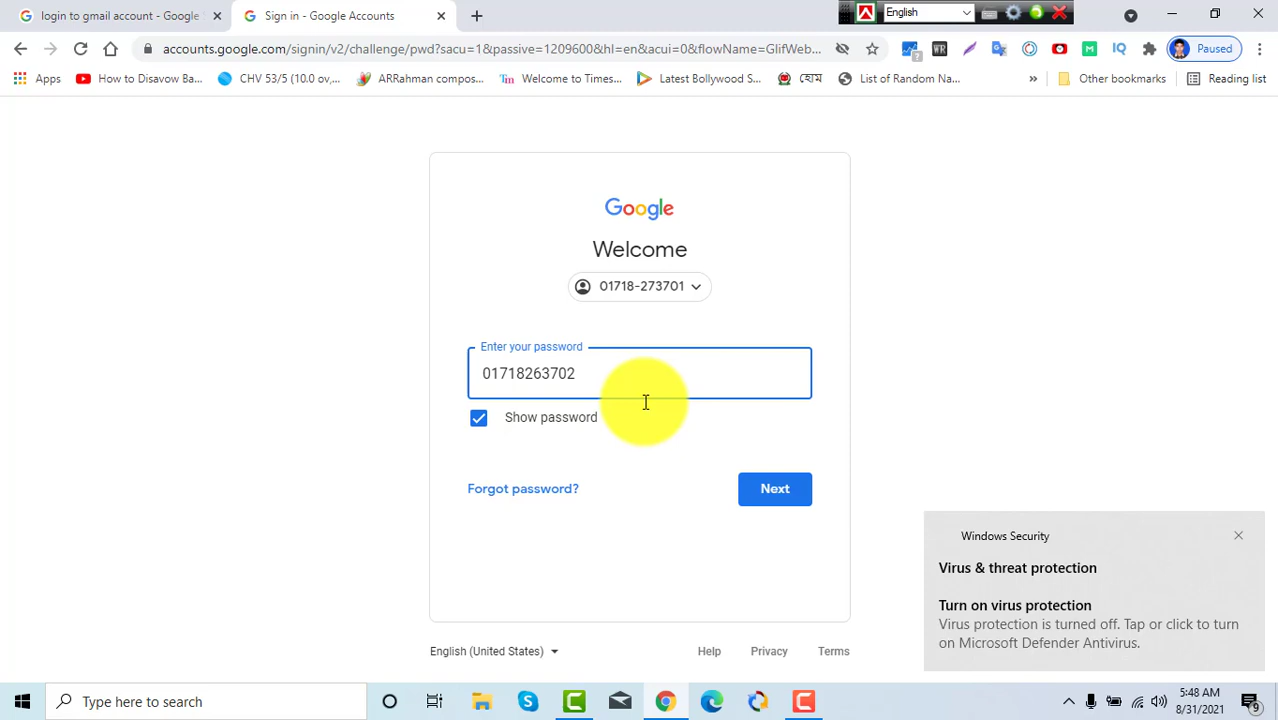 login to gmail account
Accounts
English
accounts.google.com/signin/v2/challenge/pwd?sacu=1&passive=1209600&hl=en&acui=0&flowName=GlifWeb...
Paused
Apps
How to Disavow Ba...
CHV 53/5 110.0 ov,...
ARRahman compos...
Welcome to Times...
Latest Bollywood S...
হোম
List of Random Na...
»
Other bookmarks
Reading list
Google
Welcome
01718-273701
Enter your password
01718263702
Show password
Forgot password?
Next
Windows Security
Virus & threat protection
Turn on virus protection
Virus protection is turned off. Tap or click to turn
on Microsoft Defender Antivirus.
English (United States)
Help
Privacy
Terms
Type here to search
5:48 AM
8/31/2021
9